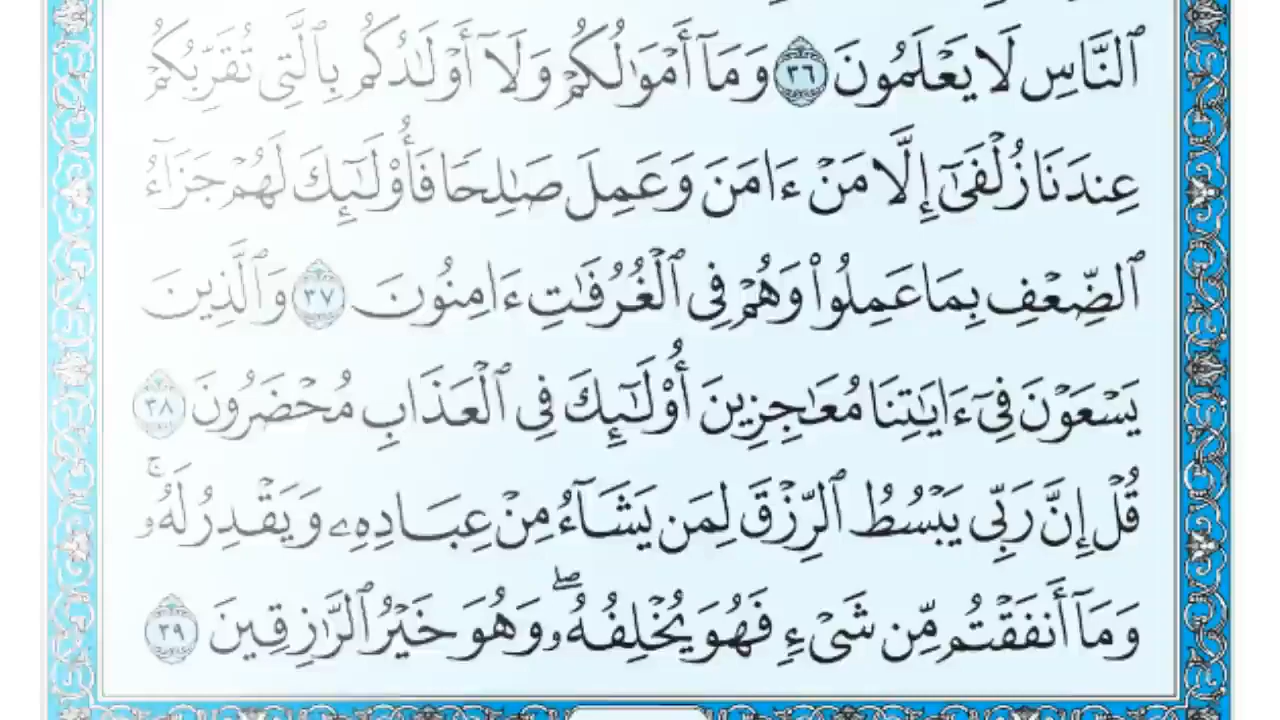 ٱلنَّاسِ لَا يَعْلَمُونَ ٣٦ وَمَآ أَمْوَٰلُكُمْ وَلَآ أَوْلَٰدُكُم بِٱلَّتِى تُقَرِّبُكُمْ
عِندَنَا زُلْفَىٰٓ إِلَّا مَنْ ءَامَنَ وَعَمِلَ صَٰلِحًا فَأُو۟لَٰٓئِكَ لَهُمْ جَزَآءُ
ٱلضِّعْفِ بِمَا عَمِلُوا۟ وَهُمْ فِى ٱلْغُرُفَٰتِ ءَامِنُونَ ٣٧ وَٱلَّذِينَ
يَسْعَوْنَ فِىٓ ءَايَٰتِنَا مُعَٰجِزِينَ أُو۟لَٰٓئِكَ فِى ٱلْعَذَابِ مُحْضَرُونَ ٣٨
قُلْ إِنَّ رَبِّى يَبْسُطُ ٱلرِّزْقَ لِمَن يَشَآءُ مِنْ عِبَادِهِۦ وَيَقْدِرُ لَهُۥ ۚ
وَمَآ أَنفَقْتُم مِّن شَىْءٍ فَهُوَ يُخْلِفُهُۥ ۖ وَهُوَ خَيْرُ ٱلرَّٰزِقِينَ ٣٩